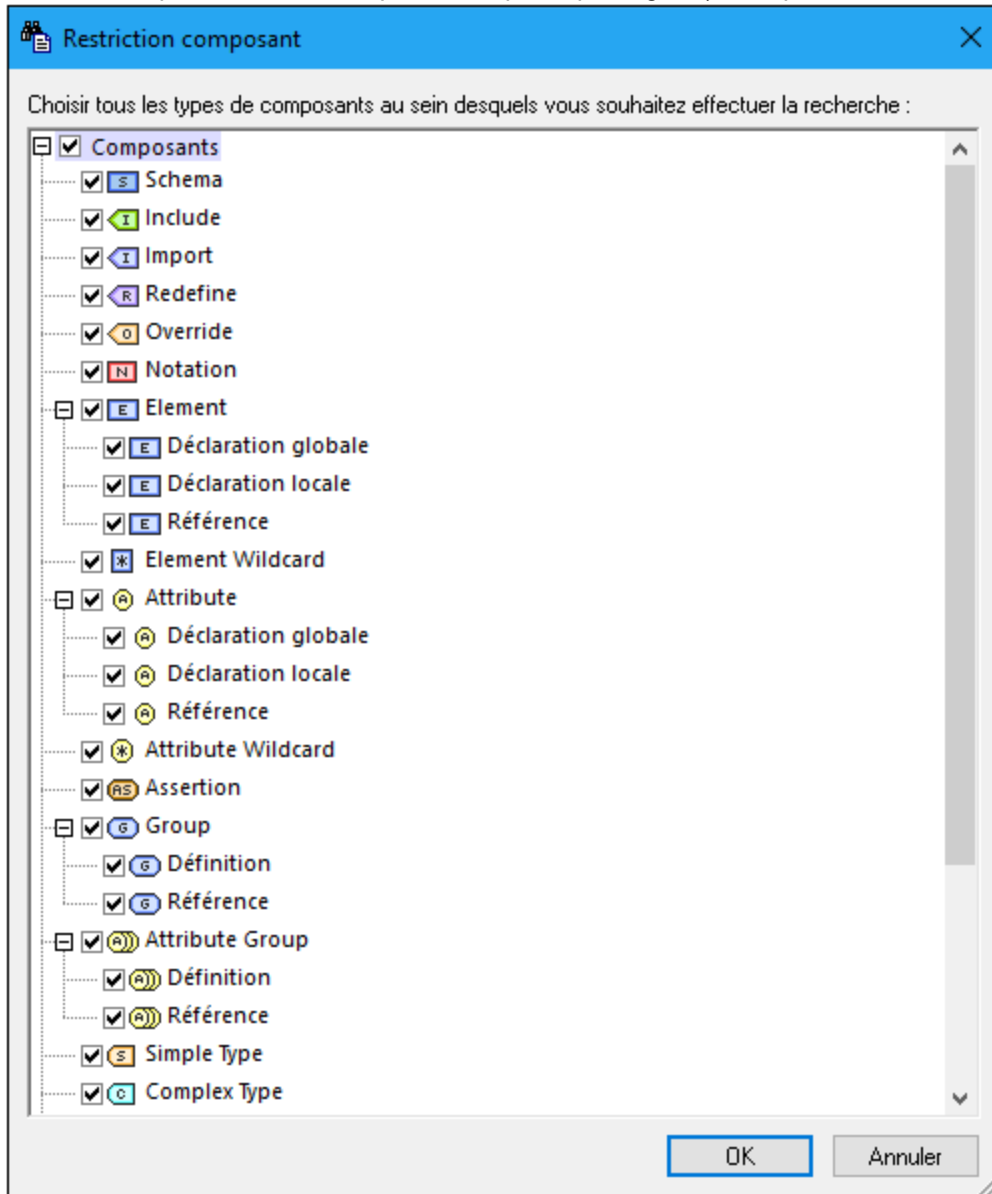 Restriction composant
Choisir tous les types de composants au sein desquels vous souhaitez effectuer la recherche :
Composants
S Schema
I Include
I Import
R Redefine
O Override
N Notation
E Element
E Déclaration globale
E Déclaration locale
E Référence
* Element Wildcard
A Attribute
A Déclaration globale
A Déclaration locale
A Référence
* Attribute Wildcard
AS Assertion
G Group
G Définition
G Référence
A Attribute Group
A Définition
A Référence
S Simple Type
C Complex Type
OK Annuler